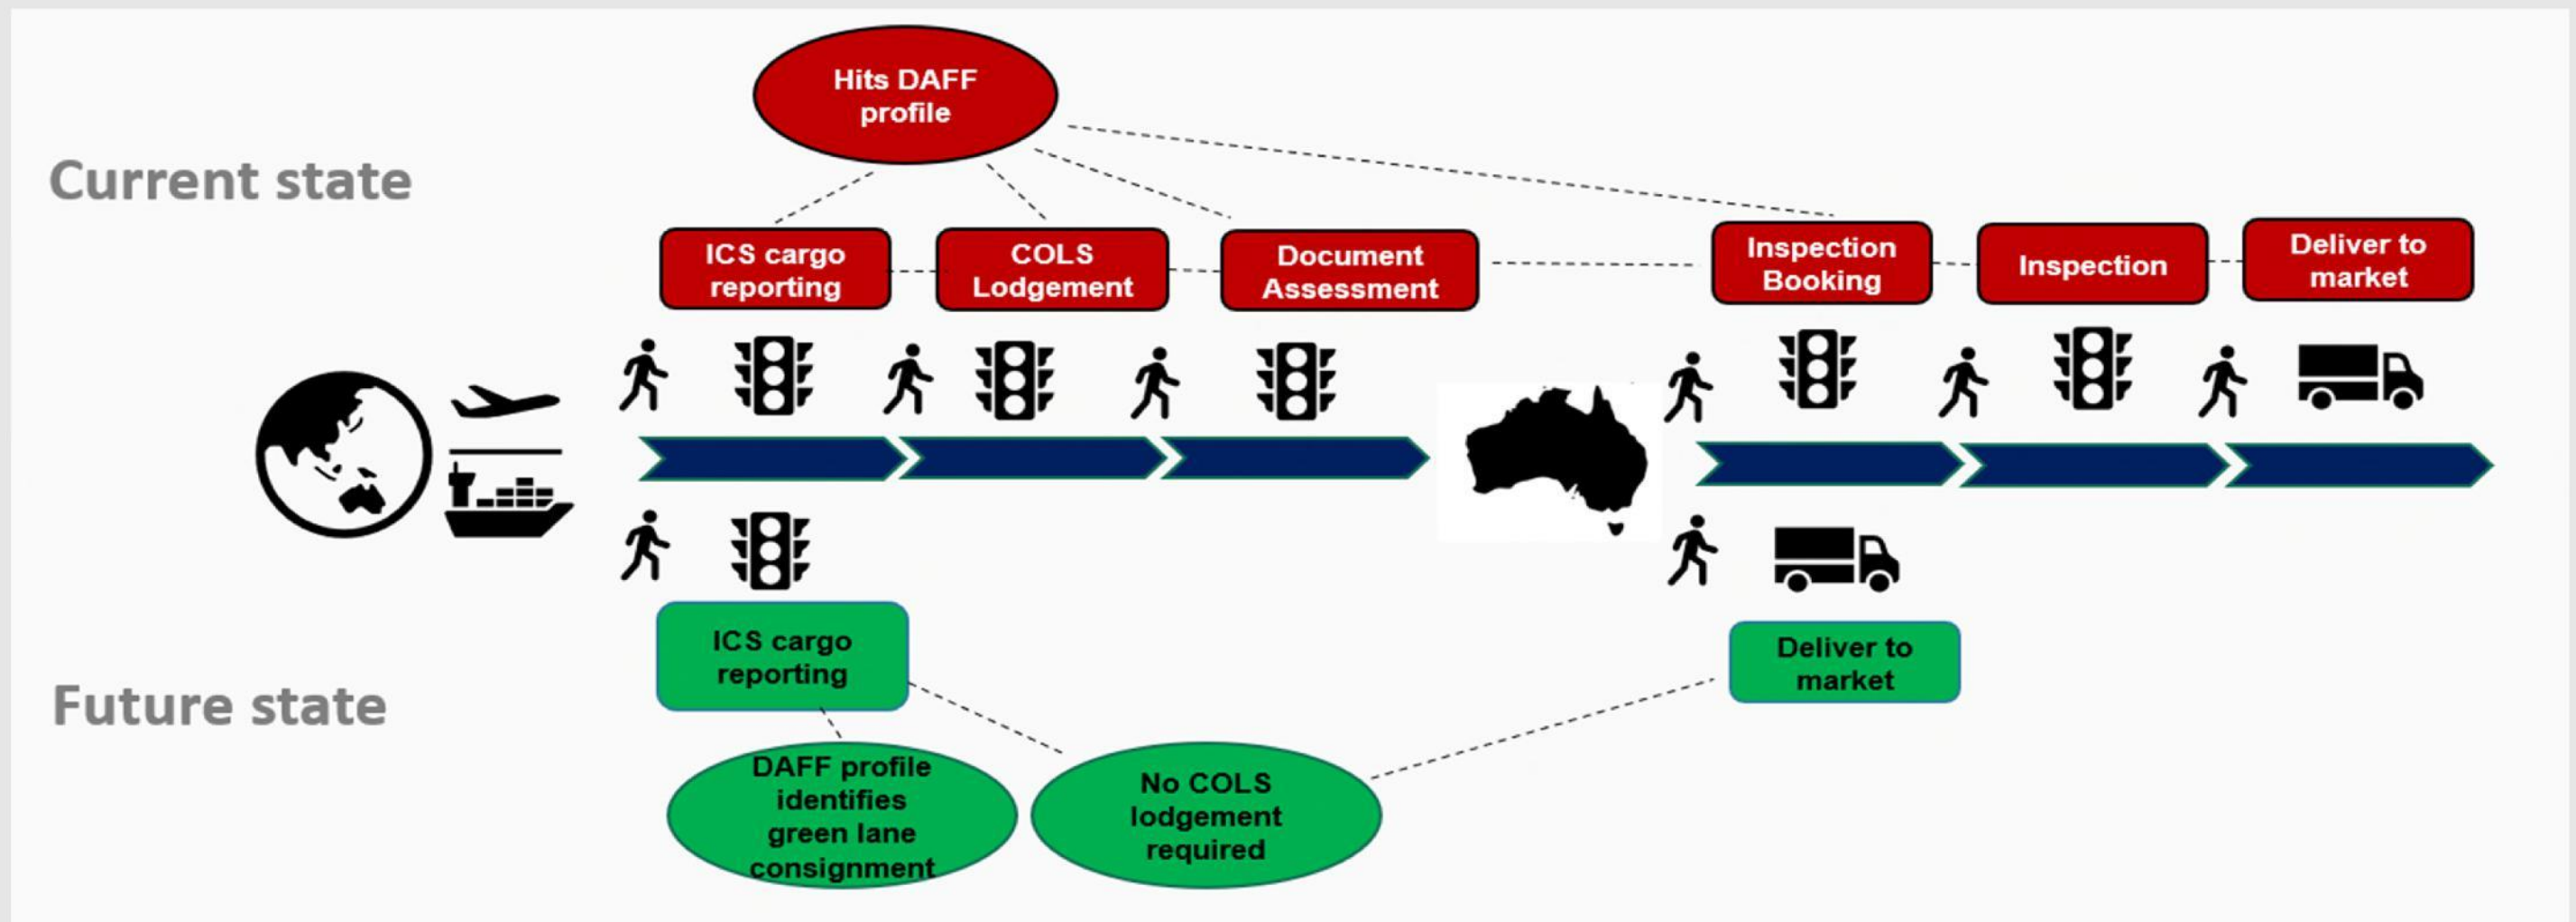 Hits DAFF
profile
Current state
ICS cargo
reporting
COLS
Lodgement
Document
Assessment
Inspection
Booking
Inspection
Deliver to
market
Future state
ICS cargo
reporting
Deliver to
market
DAFF profile
identifies
green lane
consignment
No COLS
lodgement
required